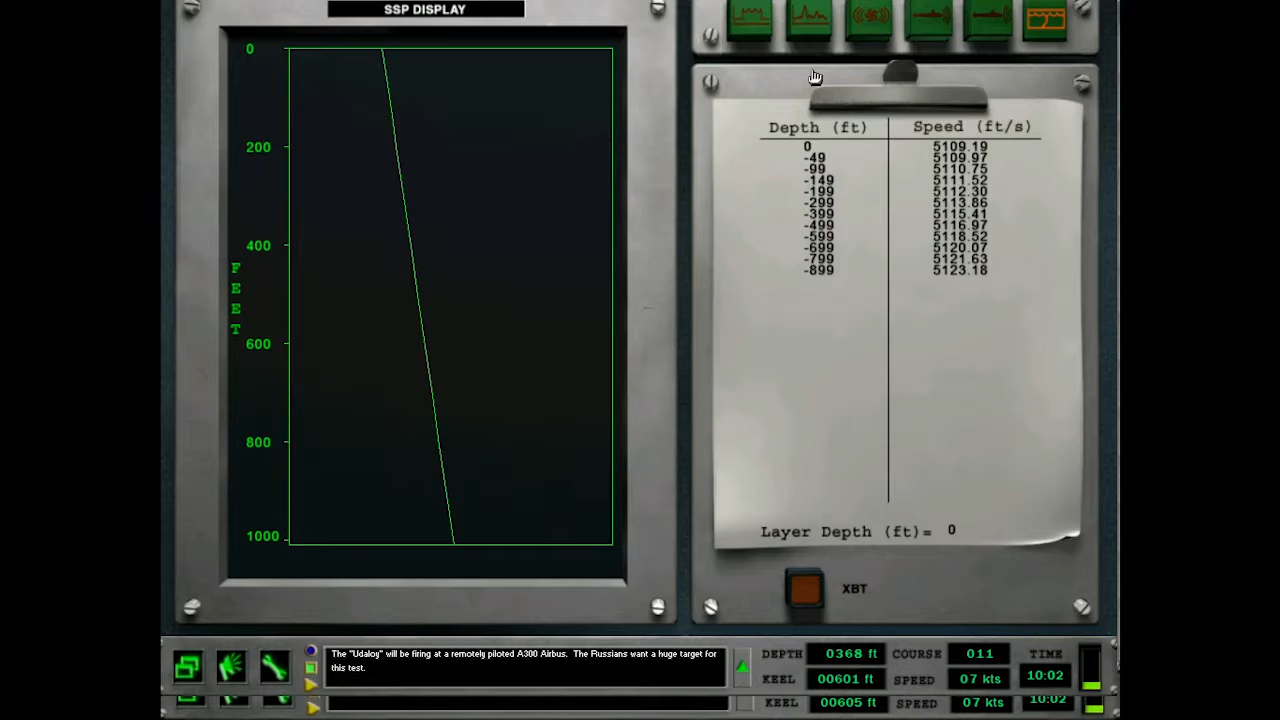 SSP DISPLAY
0
200
400
600
800
1000
FEET
Depth (ft) Speed (ft/s)
0 5109.19
-49 5109.97
-99 5110.75
-149 5111.52
-199 5112.30
-299 5113.86
-399 5115.41
-499 5116.97
-599 5118.52
-699 5120.07
-799 5121.63
-899 5123.18
Layer Depth (ft)= 0
XBT
The "Udaloy" will be firing at a remotely piloted A300 Airbus. The Russians want a huge target for
this test.
DEPTH 0368 ft COURSE 011 TIME
KEEL 00601 ft SPEED 07 kts 10:02
KEEL 00605 ft SPEED 07 kts 10:02